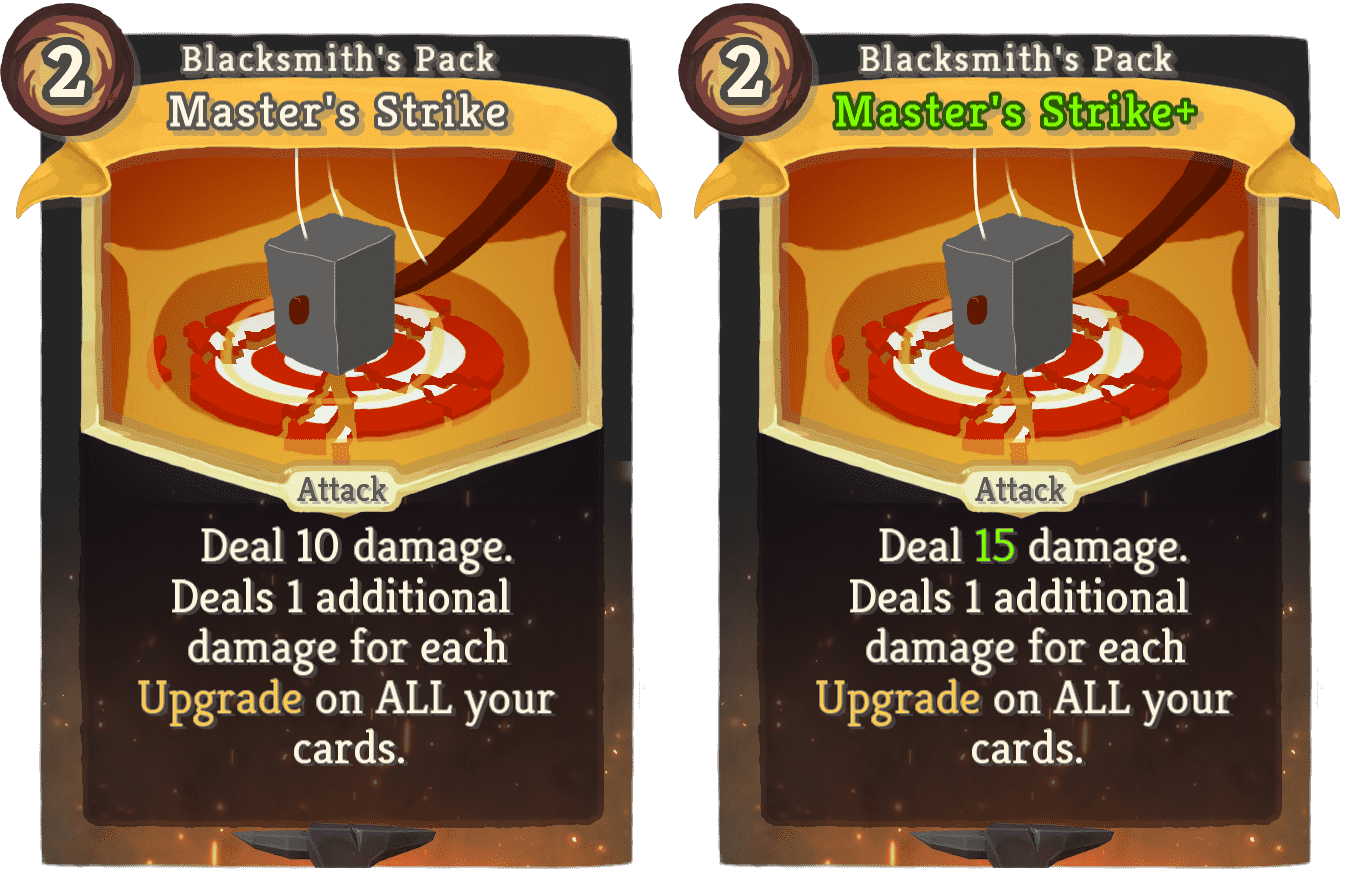 2
Blacksmith's Pack
Master's Strike
Attack
Deal 10 damage.
Deals 1 additional
damage for each
Upgrade on ALL your
cards.
2
Blacksmith's Pack
Master's Strike+
Attack
Deal 15 damage.
Deals 1 additional
damage for each
Upgrade on ALL your
cards.